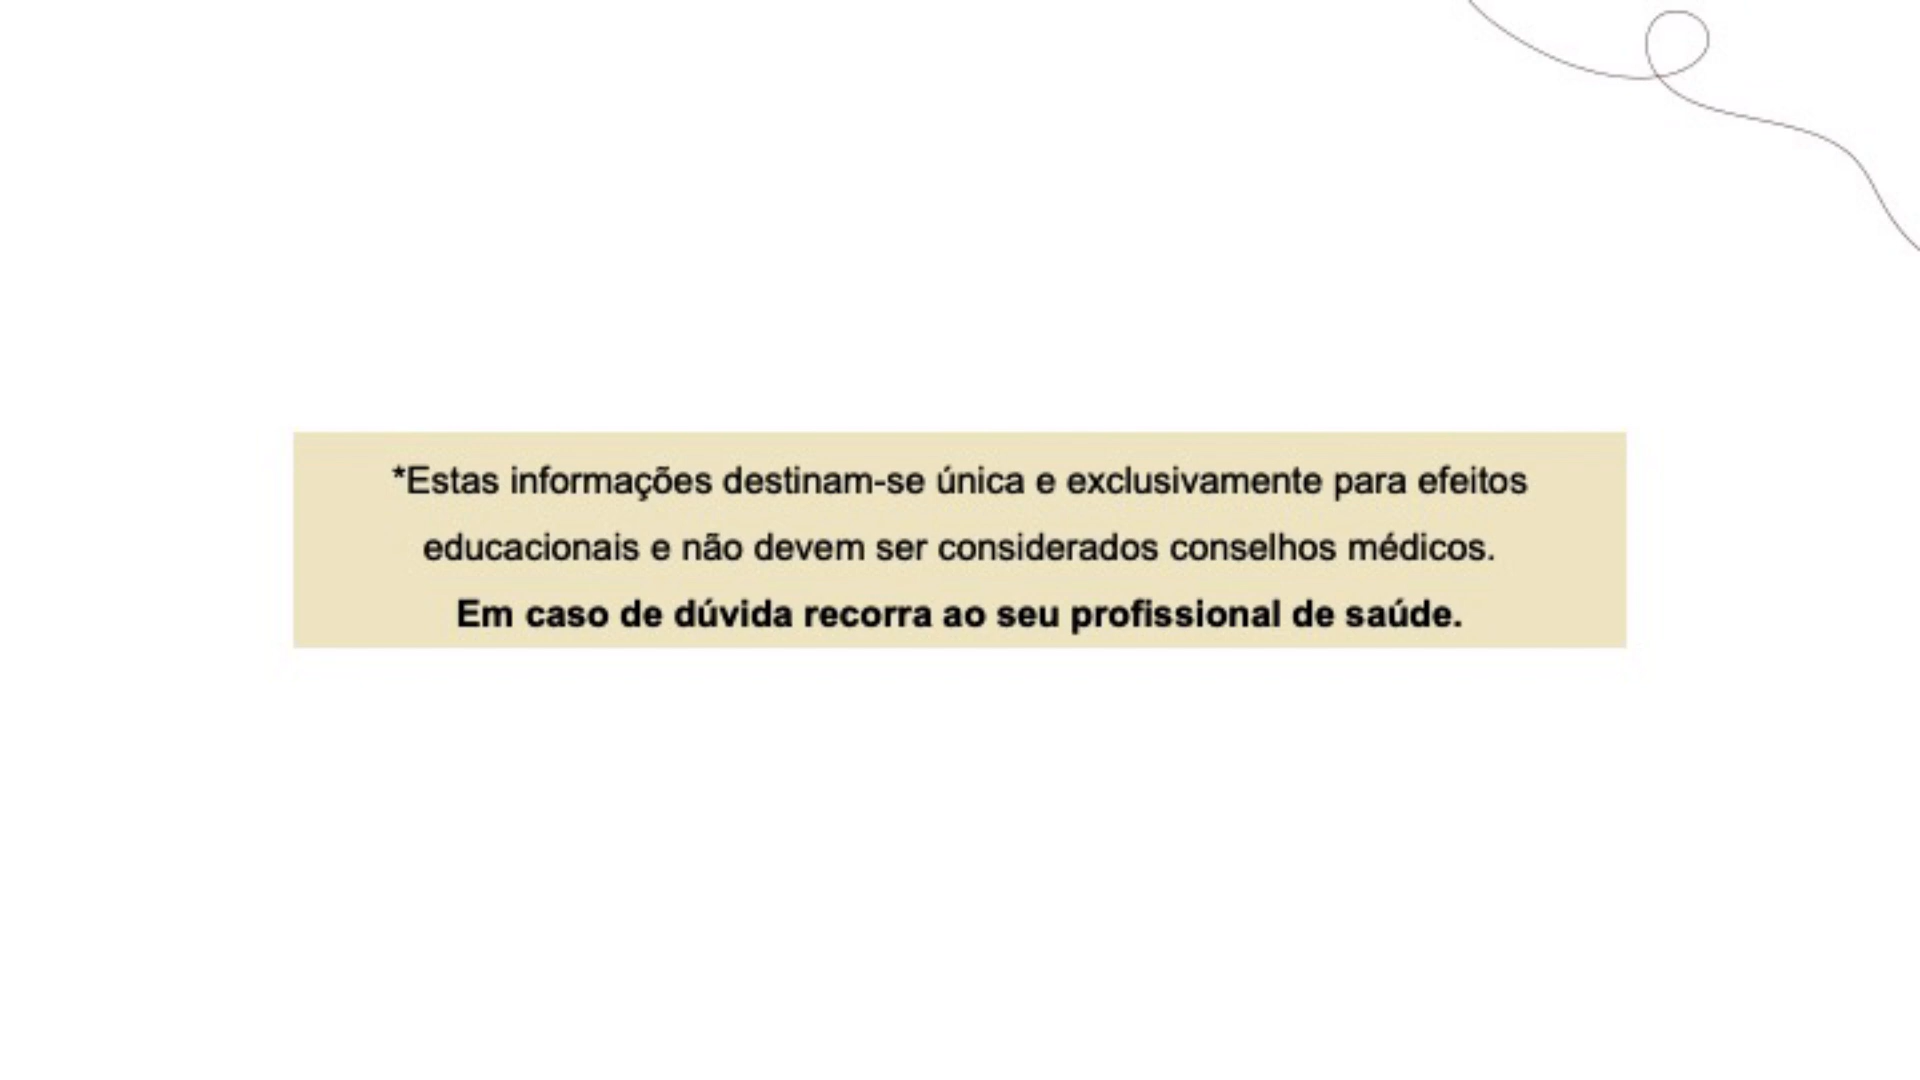 *Estas informações destinam-se única e exclusivamente para efeitos
educacionais e não devem ser considerados conselhos médicos.
Em caso de dúvida recorra ao seu profissional de saúde.